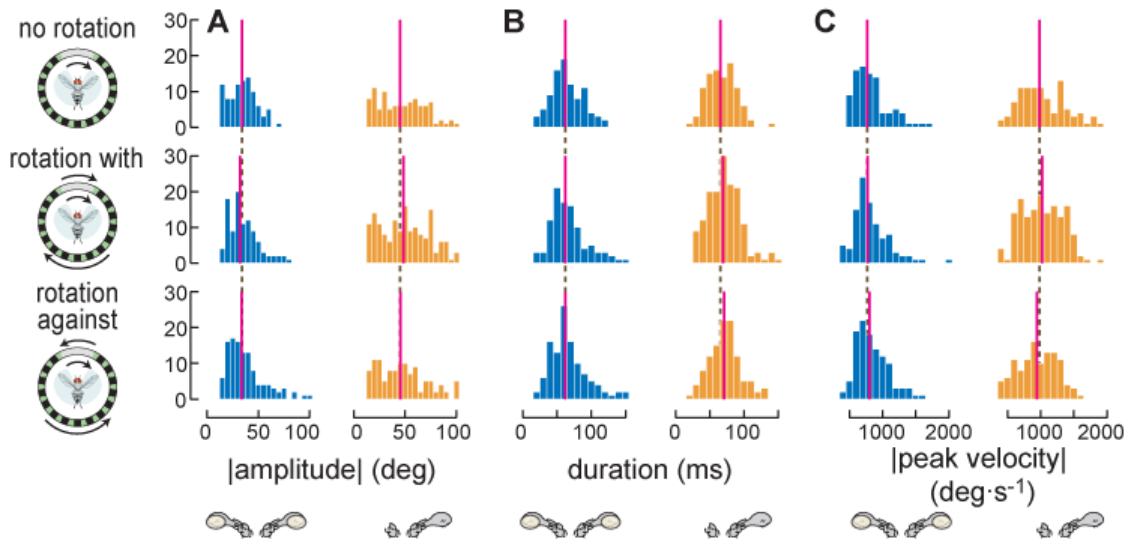 A
B
C
no rotation
30
20
10
0
rotation with
30
20
10
0
rotation
against
30
20
10
0
0 50 100 0 50 100 0 100 0 100 1000 2000 1000 2000
|amplitude| (deg)
duration (ms)
|peak velocity|
(deg·s⁻¹)